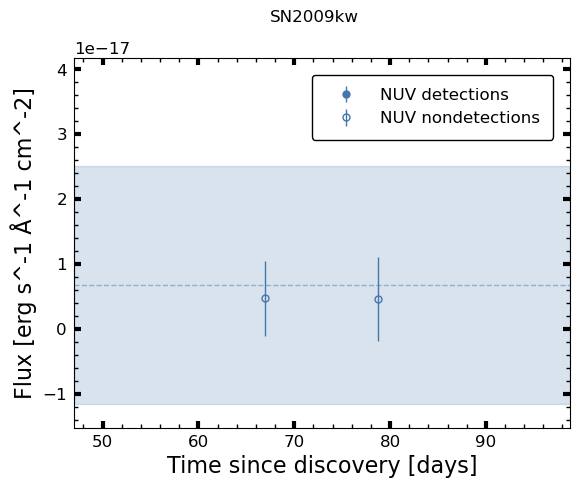 SN2009kw
1e−17
4
3
2
1
0
−1
Flux [erg s^-1 Å^-1 cm^-2]
NUV detections
NUV nondetections
50 60 70 80 90
Time since discovery [days]